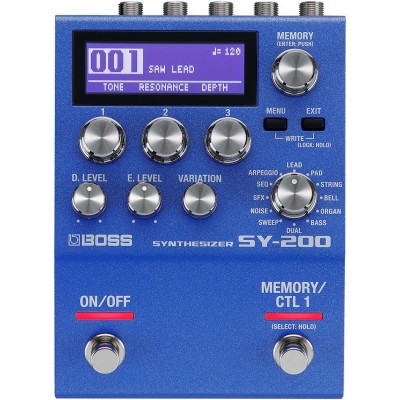 MEMORY
(ENTER: PUSH)
001
SAW LEAD
♩= 120
TONE RESONANCE DEPTH
1 2 3
MENU EXIT
WRITE
(LOCK: HOLD)
D. LEVEL E. LEVEL VARIATION
LEAD
PAD
STRING
BELL
ORGAN
BASS
DUAL
SWEEP
NOISE
SFX
SEQ
ARPEGGIO
BOSS SYNTHESIZER SY-200
ON/OFF
MEMORY/
CTL 1
(SELECT: HOLD)